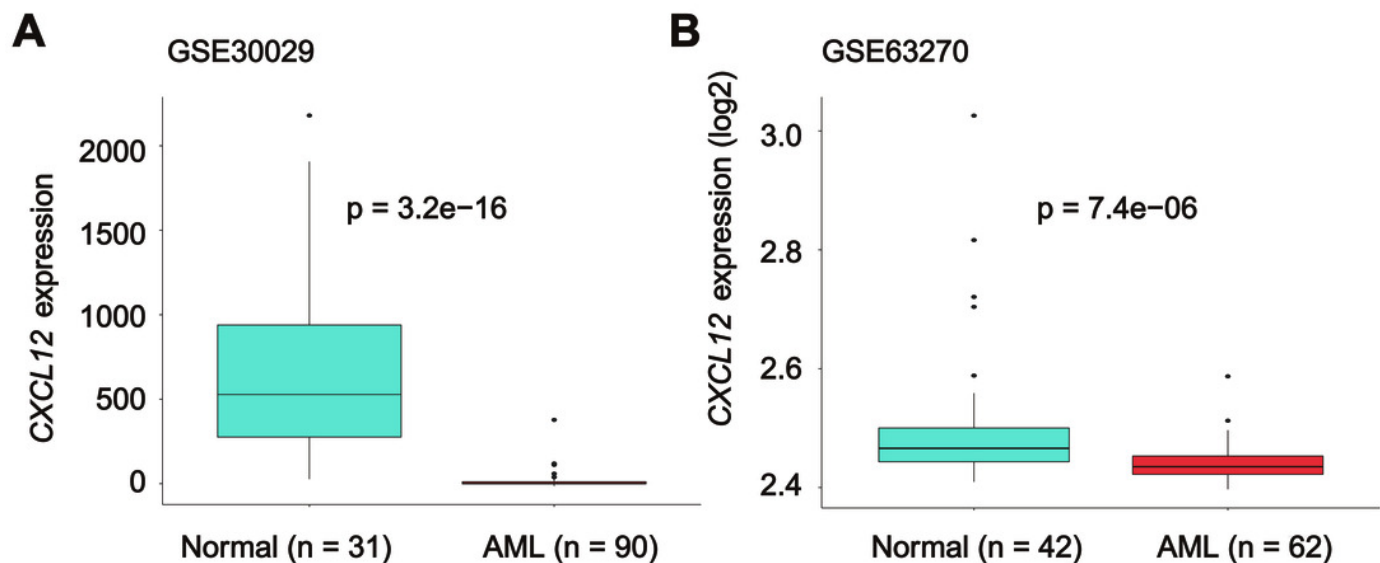 A
GSE30029
CXCL12 expression
2000
1500
1000
500
0
p = 3.2e−16
Normal (n = 31)
AML (n = 90)
B
GSE63270
CXCL12 expression (log2)
3.0
2.8
2.6
2.4
p = 7.4e−06
Normal (n = 42)
AML (n = 62)